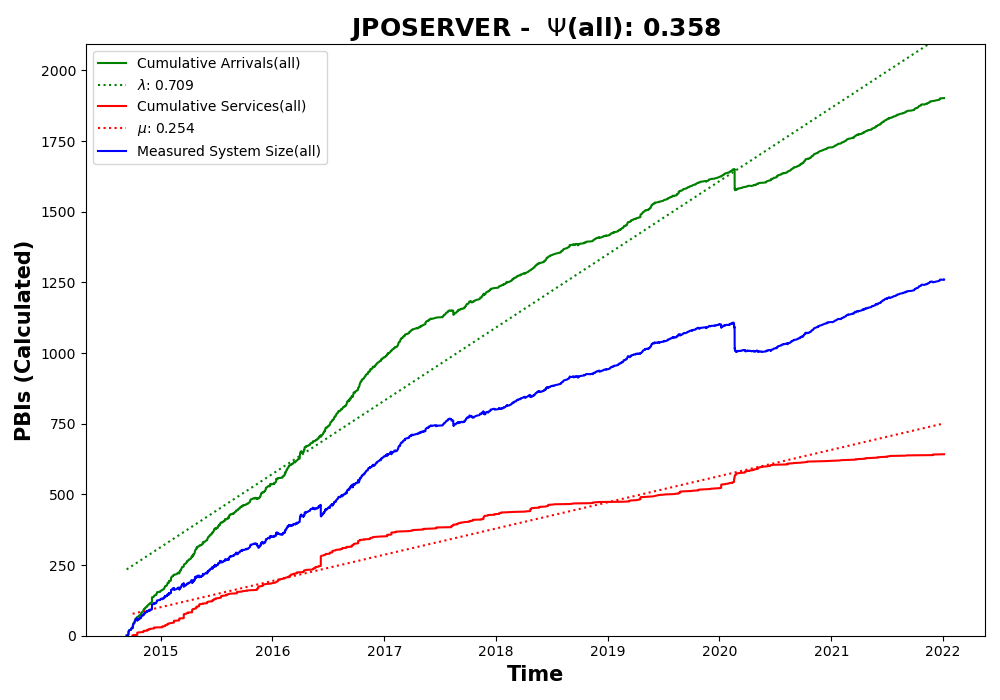 JPOSERVER - Ψ(all): 0.358
Cumulative Arrivals(all)
λ: 0.709
Cumulative Services(all)
μ: 0.254
Measured System Size(all)
PBIs (Calculated)
2000
1750
1500
1250
1000
750
500
250
0
2015 2016 2017 2018 2019 2020 2021 2022
Time